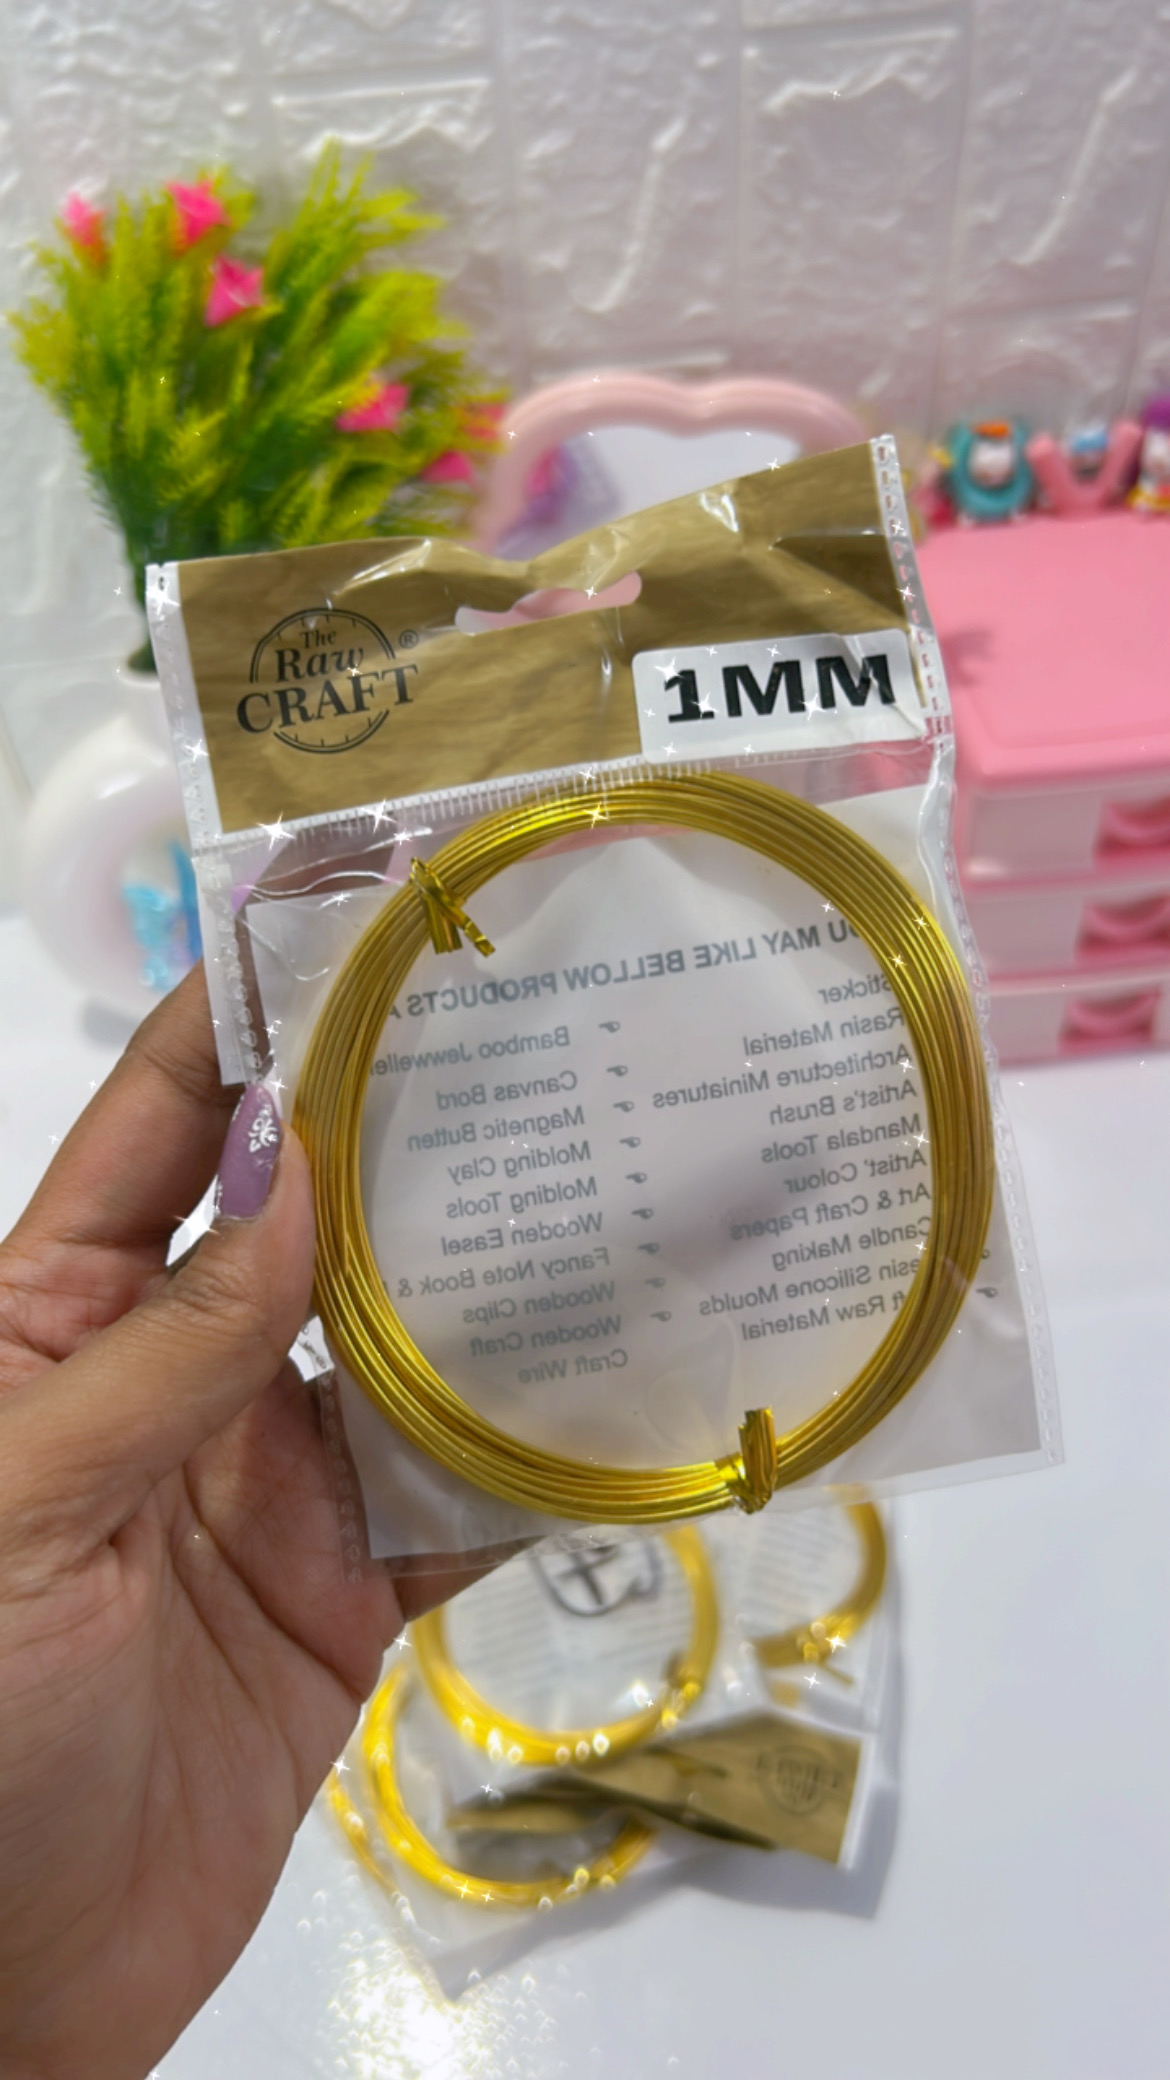 The
Raw
CRAFT
®
1MM
OU MAY LIKE BELLOW PRODUCTS A
Sticker
Rasin Material
Architecture Miniatures
Artist's Brush
Mandala Tools
Artist' Colour
Art & Craft Papers
Candle Making
esin Silicone Moulds
ft Raw Material
Bamboo Jewwelle
Canvas Bord
Magnetic Butten
Molding Clay
Molding Tools
Wooden Easel
Fancy Note Book &
Wooden Clips
Wooden Craft
Craft Wire